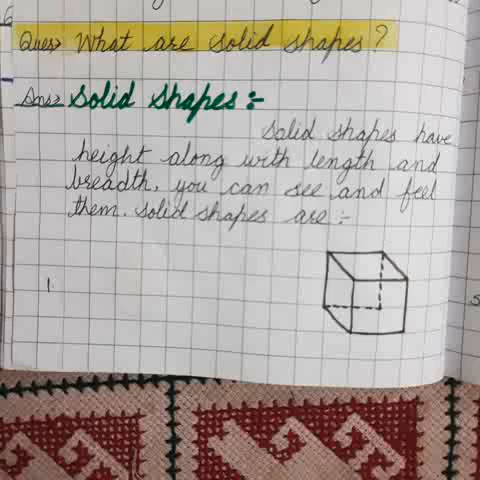 Ques> What are solid shapes?
Ans> Solid shapes:-
Solid shapes have
height along with length and
breadth, you can see and feel
them. Solid shapes are :-